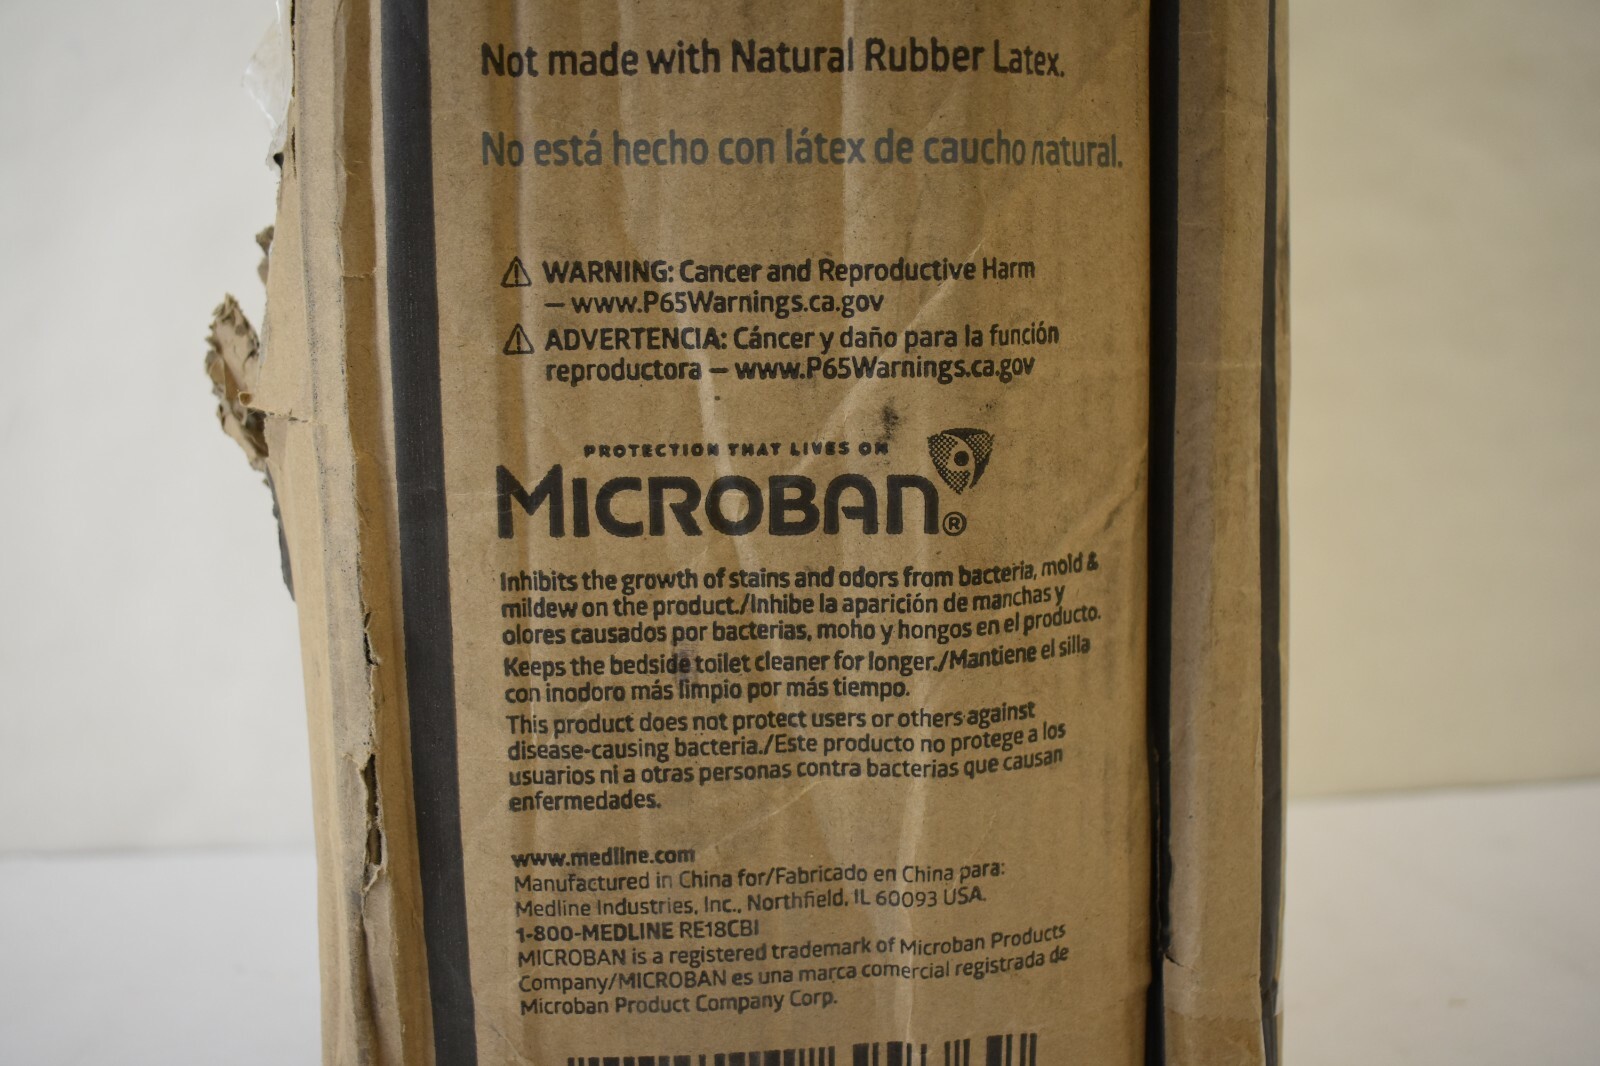 Not made with Natural Rubber Latex.
No está hecho con látex de caucho natural.
WARNING: Cancer and Reproductive Harm
– www.P65Warnings.ca.gov
ADVERTENCIA: Cáncer y daño para la función
reproductora – www.P65Warnings.ca.gov
PROTECTION THAT LIVES ON
MICROBAN®
Inhibits the growth of stains and odors from bacteria, mold &
mildew on the product./Inhibe la aparición de manchas y
olores causados por bacterias, moho y hongos en el producto.
Keeps the bedside toilet cleaner for longer./Mantiene el silla
con inodoro más limpio por más tiempo.
This product does not protect users or others against
disease-causing bacteria./Este producto no protege a los
usuarios ni a otras personas contra bacterias que causan
enfermedades.
www.medline.com
Manufactured in China for/Fabricado en China para:
Medline Industries, Inc., Northfield, IL 60093 USA.
1-800-MEDLINE RE18CBI
MICROBAN is a registered trademark of Microban Products
Company/MICROBAN es una marca comercial registrada de
Microban Product Company Corp.